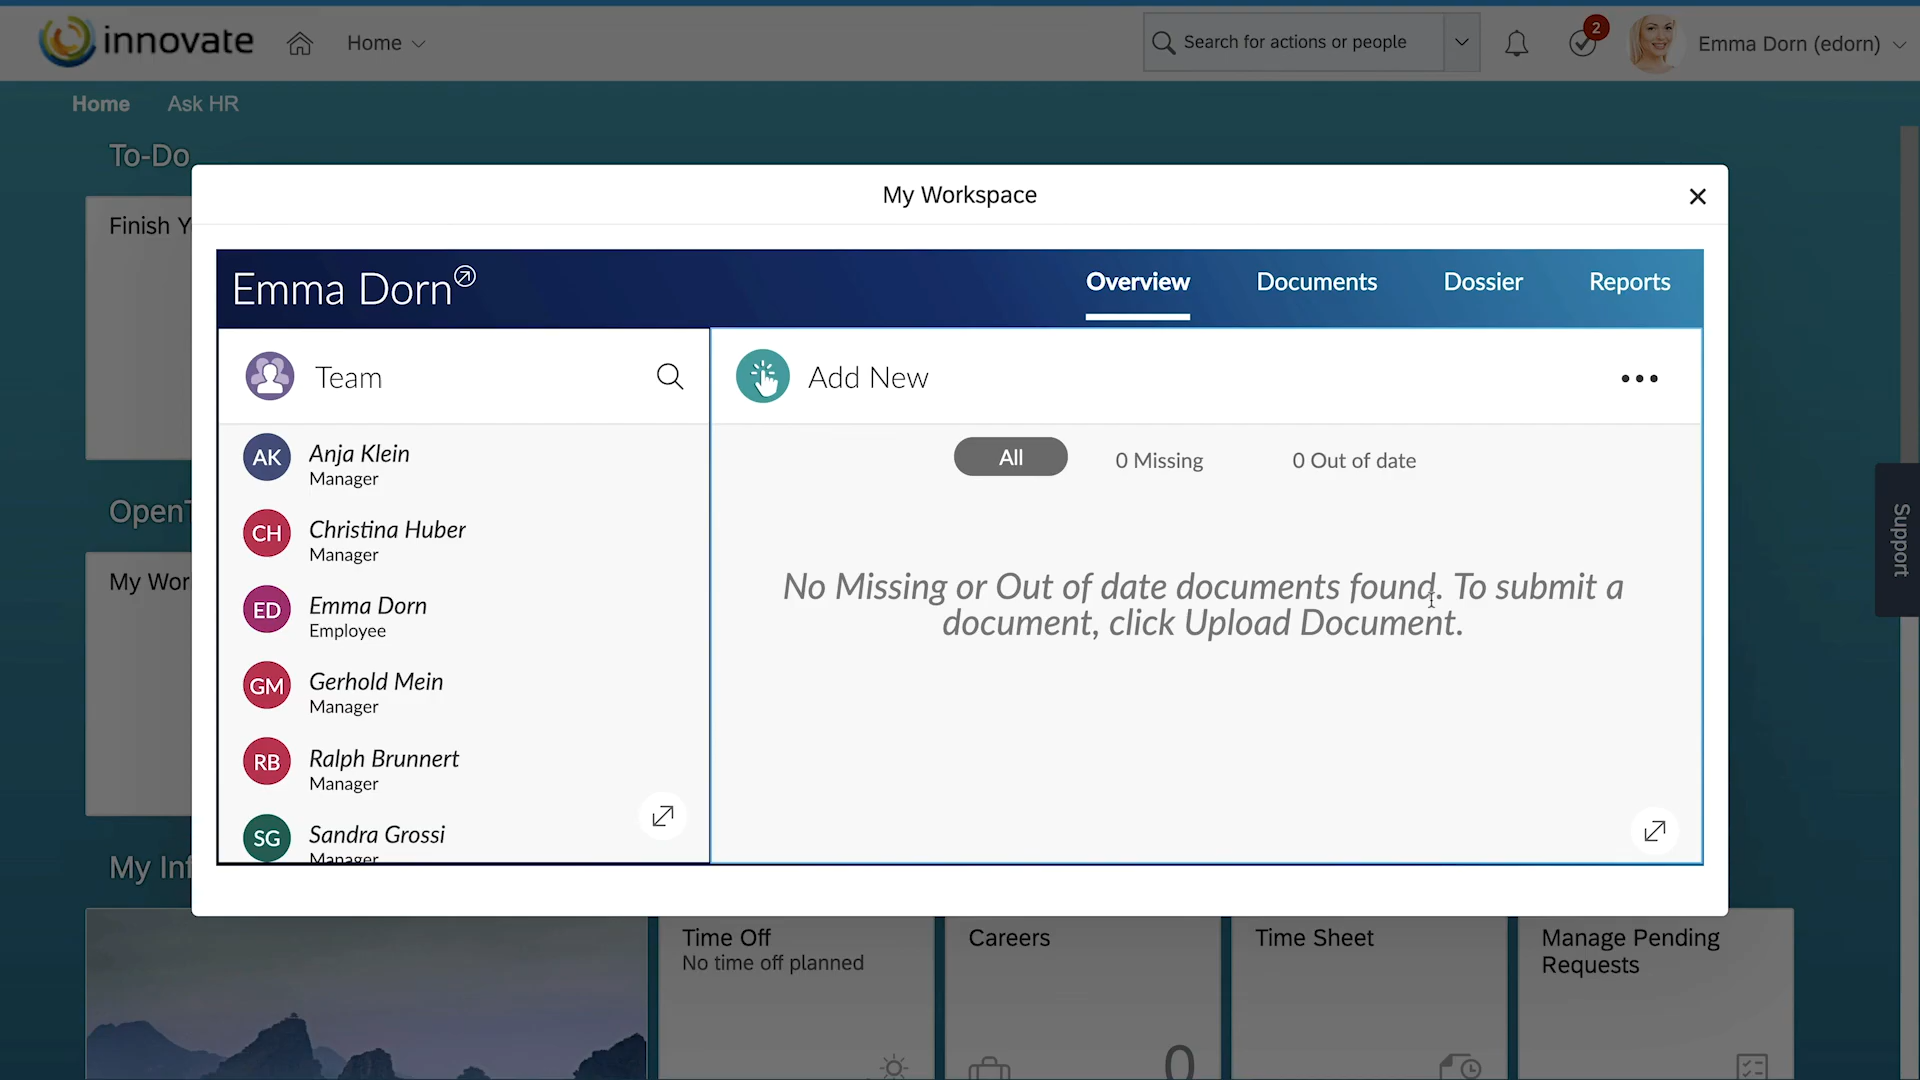 innovate
Home
Search for actions or people
2
Emma Dorn (edorn)
Home
Ask HR
To-Do
Finish Y
My Workspace
Emma Dorn
Overview
Documents
Dossier
Reports
Team
Add New
AK
Anja Klein
Manager
All
0 Missing
0 Out of date
CH
Christina Huber
Manager
OpenT
Support
My Wor
ED
Emma Dorn
Employee
No Missing or Out of date documents found. To submit a
document, click Upload Document.
GM
Gerhold Mein
Manager
RB
Ralph Brunnert
Manager
SG
Sandra Grossi
Manager
My Inf
Time Off
No time off planned
Careers
0
Time Sheet
Manage Pending
Requests